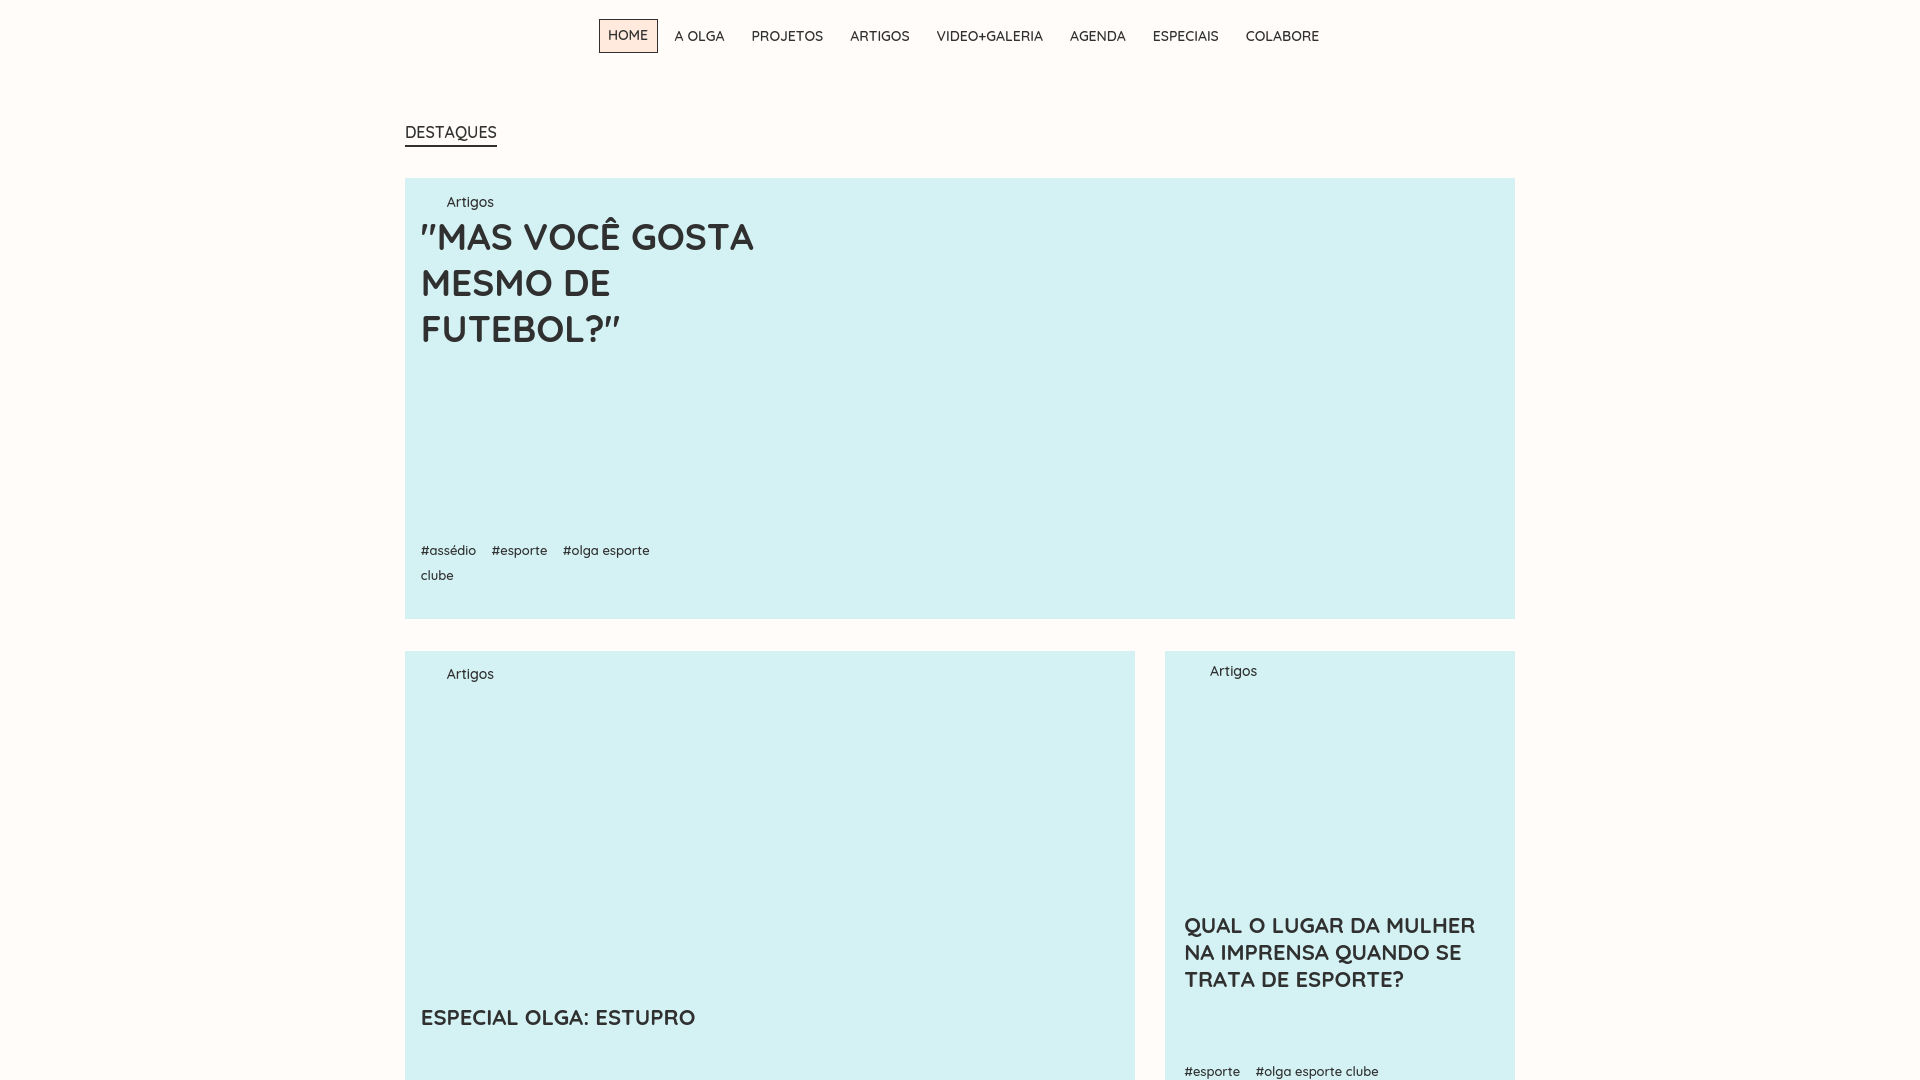 HOME A OLGA PROJETOS ARTIGOS VIDEO+GALERIA AGENDA ESPECIAIS COLABORE
DESTAQUES
Artigos
"MAS VOCÊ GOSTA
MESMO DE
FUTEBOL?"
#assédio #esporte #olga esporte
clube
Artigos
ESPECIAL OLGA: ESTUPRO
Artigos
QUAL O LUGAR DA MULHER
NA IMPRENSA QUANDO SE
TRATA DE ESPORTE?
#esporte #olga esporte clube